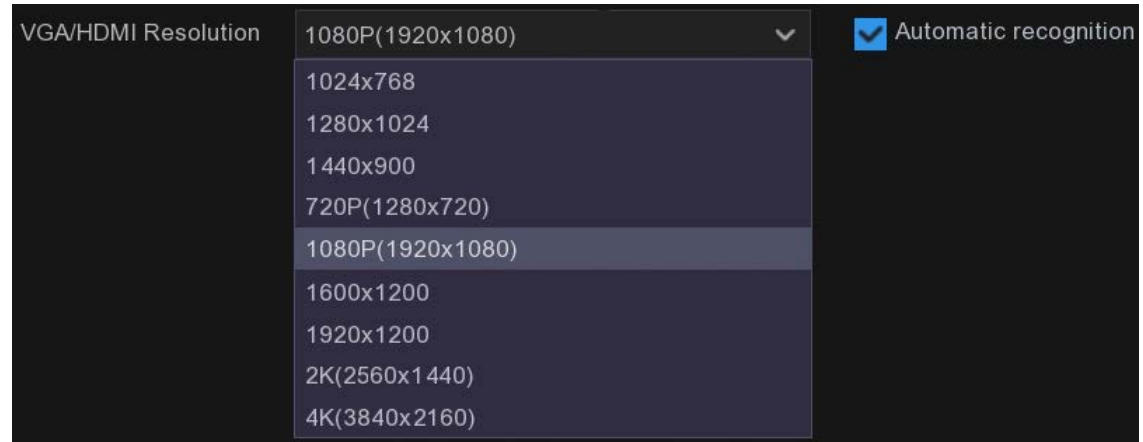 VGA/HDMI Resolution 1080P(1920x1080) Automatic recognition
1024x768
1280x1024
1440x900
720P(1280x720)
1080P(1920x1080)
1600x1200
1920x1200
2K(2560x1440)
4K(3840x2160)